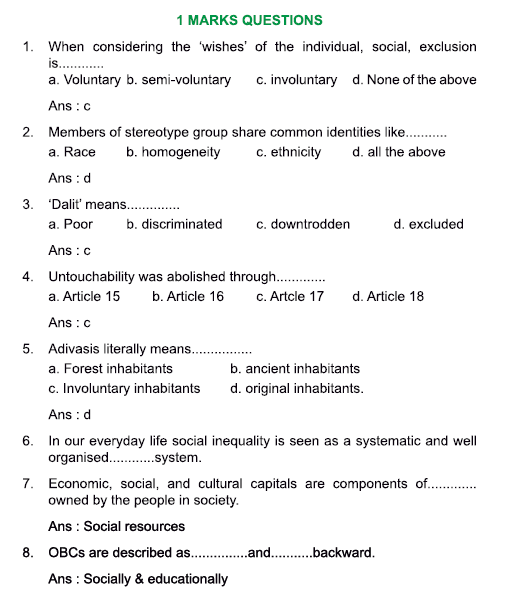 1 MARKS QUESTIONS
1. When considering the ‘wishes’ of the individual, social, exclusion
is............
a. Voluntary b. semi-voluntary c. involuntary d. None of the above
Ans : c
2. Members of stereotype group share common identities like...........
a. Race b. homogeneity c. ethnicity d. all the above
Ans : d
3. ‘Dalit’ means..............
a. Poor b. discriminated c. downtrodden d. excluded
Ans : c
4. Untouchability was abolished through.............
a. Article 15 b. Article 16 c. Artcle 17 d. Article 18
Ans : c
5. Adivasis literally means................
a. Forest inhabitants b. ancient inhabitants
c. Involuntary inhabitants d. original inhabitants.
Ans : d
6. In our everyday life social inequality is seen as a systematic and well
organised............system.
7. Economic, social, and cultural capitals are components of.............
owned by the people in society.
Ans : Social resources
8. OBCs are described as...............and...........backward.
Ans : Socially & educationally